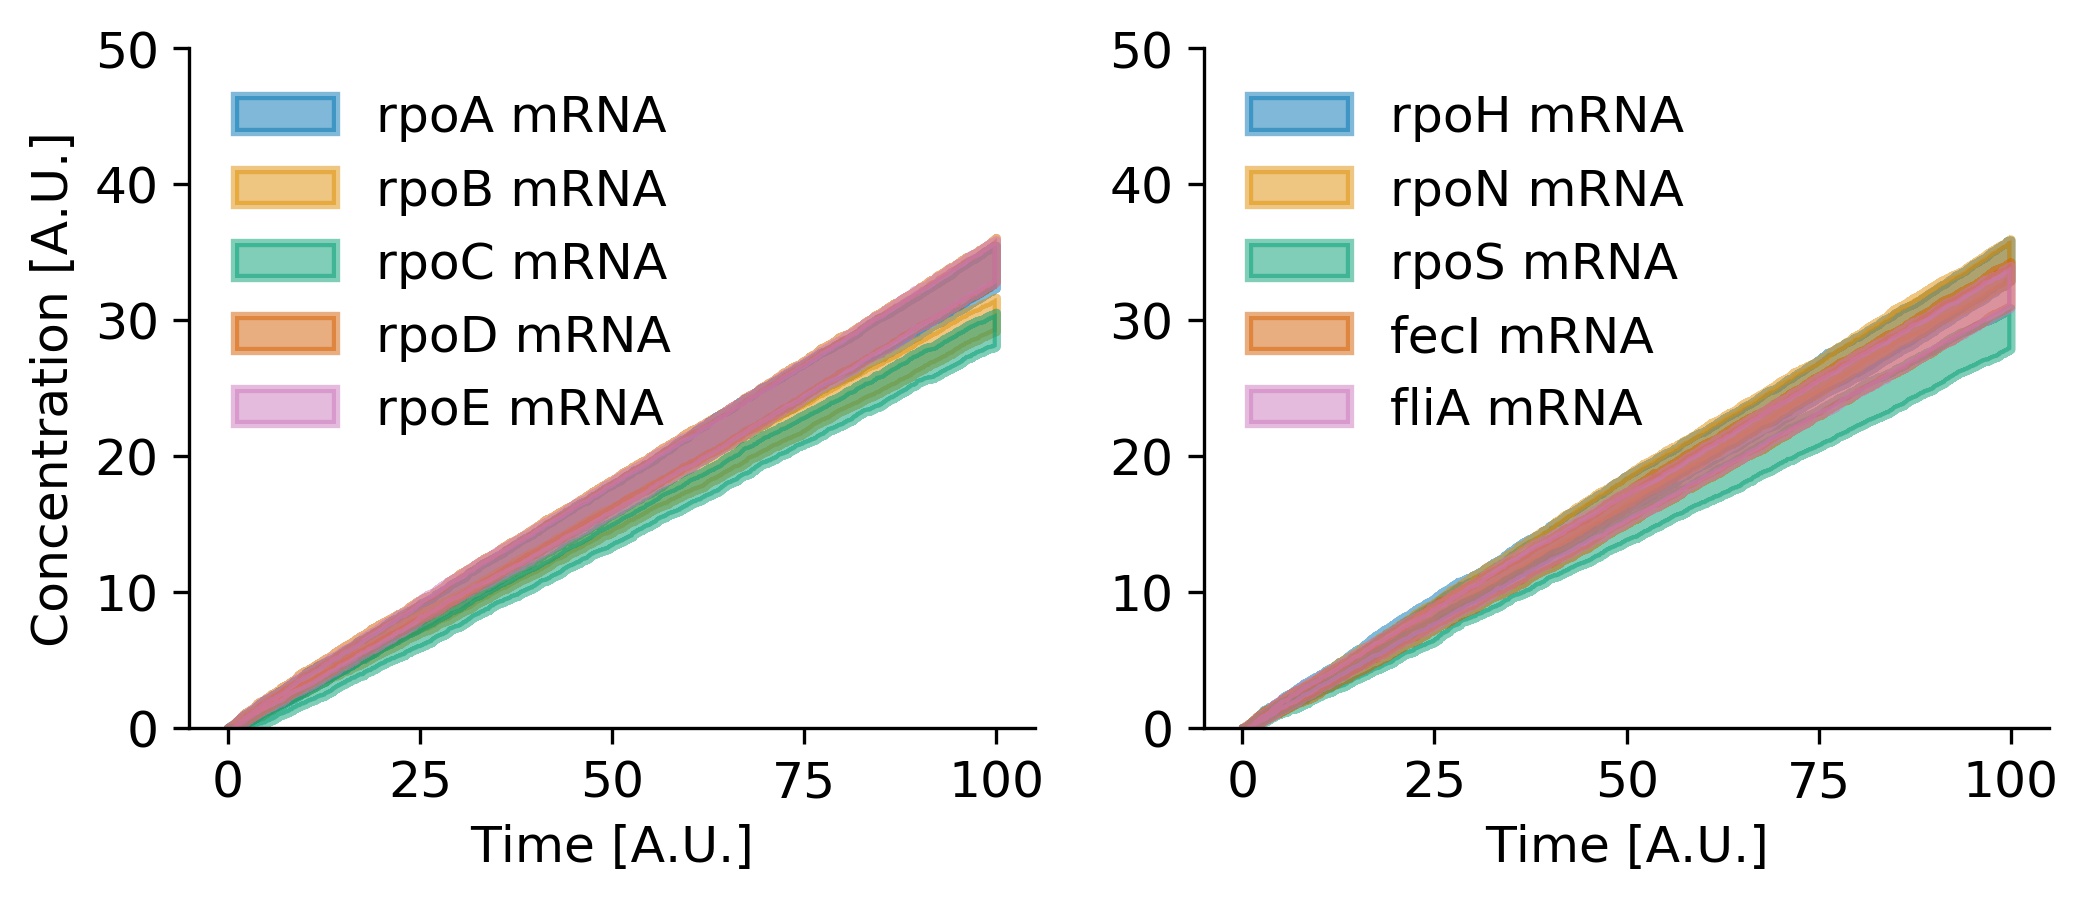 50
40
30
20
10
0
Concentration [A.U.]
rpoA mRNA
rpoB mRNA
rpoC mRNA
rpoD mRNA
rpoE mRNA
0 25 50 75 100
Time [A.U.]
50
40
30
20
10
0
rpoH mRNA
rpoN mRNA
rpoS mRNA
fecI mRNA
fliA mRNA
0 25 50 75 100
Time [A.U.]